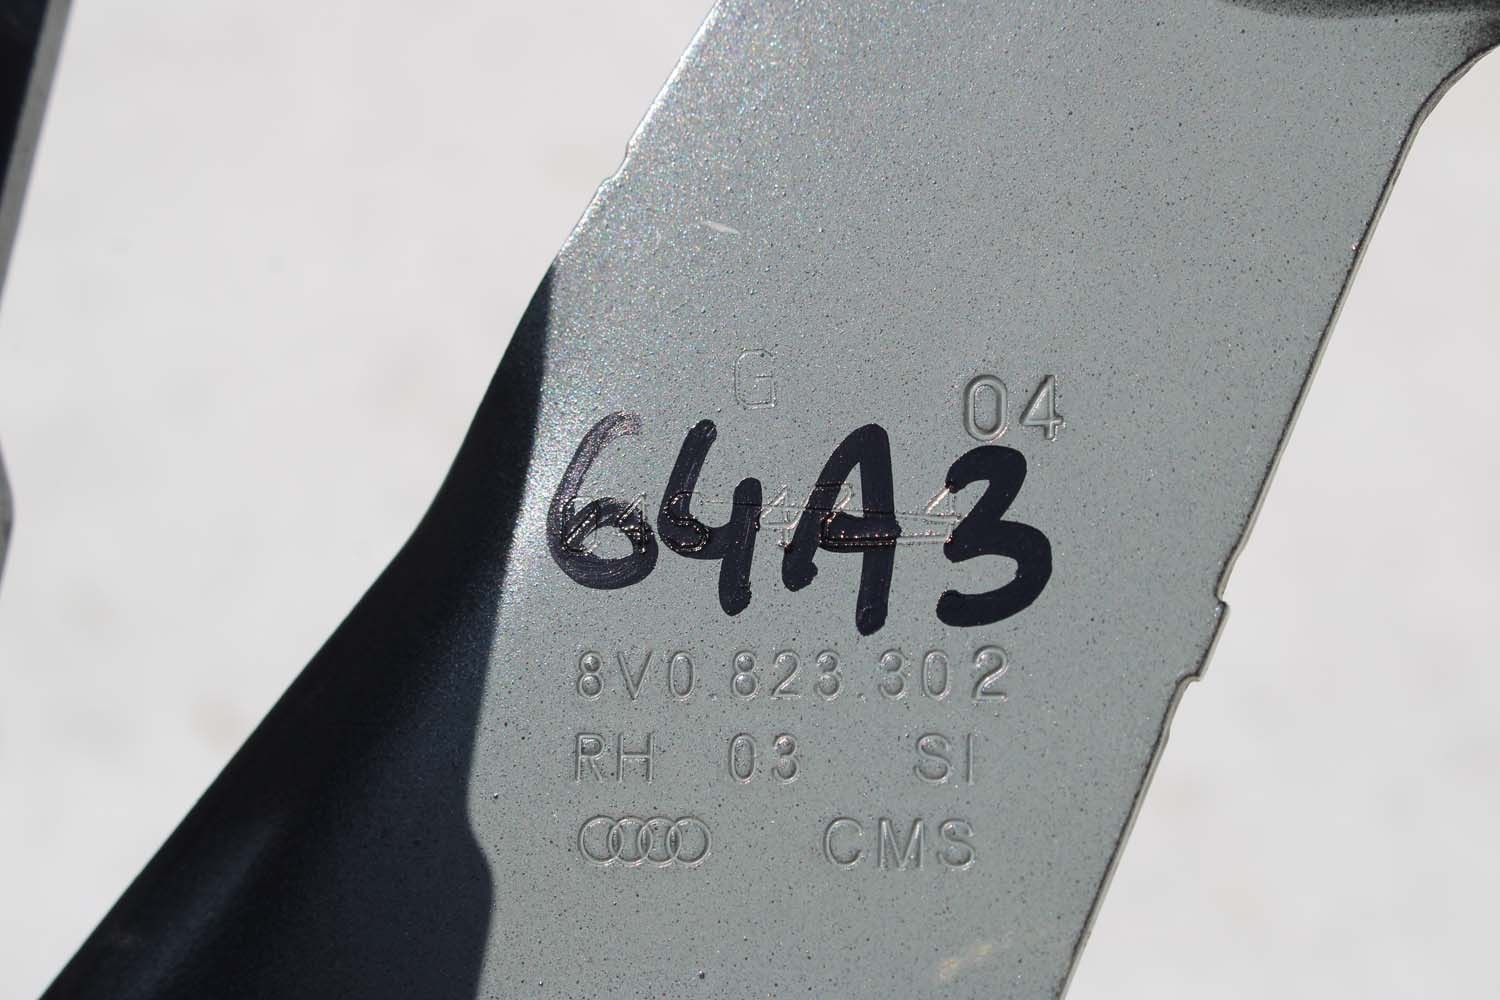 G 04
64A3
8V0.823.302
RH 03 SI
CMS